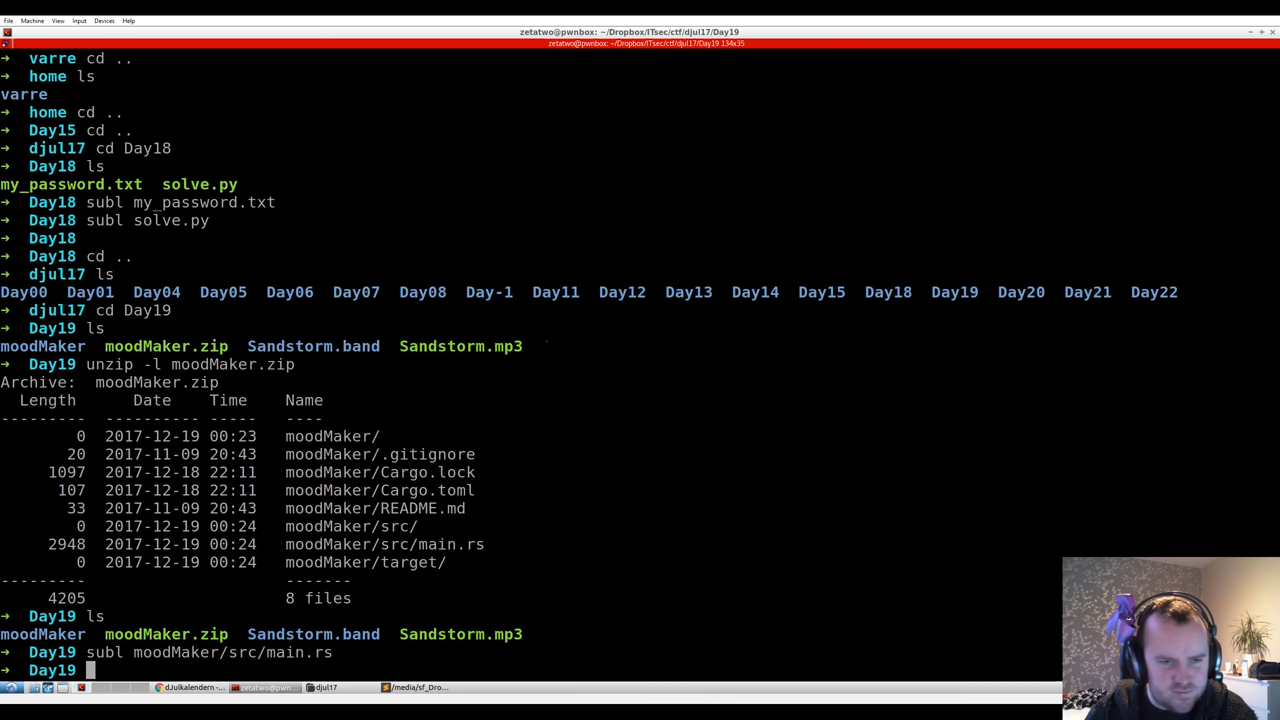 File Machine View Input Devices Help
zetatwo@pwnbox: ~/Dropbox/ITsec/ctf/djul17/Day19
zetatwo@pwnbox: ~/Dropbox/ITsec/ctf/djul17/Day19 134x35
➜ varre cd ..
➜ home ls
varre
➜ home cd ..
➜ Day15 cd ..
➜ djul17 cd Day18
➜ Day18 ls
my_password.txt solve.py
➜ Day18 subl my_password.txt
➜ Day18 subl solve.py
➜ Day18
➜ Day18 cd ..
➜ djul17 ls
Day00 Day01 Day04 Day05 Day06 Day07 Day08 Day-1 Day11 Day12 Day13 Day14 Day15 Day18 Day19 Day20 Day21 Day22
➜ djul17 cd Day19
➜ Day19 ls
moodMaker moodMaker.zip Sandstorm.band Sandstorm.mp3
➜ Day19 unzip -l moodMaker.zip
Archive: moodMaker.zip
Length Date Time Name
--------- ---------- ----- ----
0 2017-12-19 00:23 moodMaker/
20 2017-11-09 20:43 moodMaker/.gitignore
1097 2017-12-18 22:11 moodMaker/Cargo.lock
107 2017-12-18 22:11 moodMaker/Cargo.toml
33 2017-11-09 20:43 moodMaker/README.md
0 2017-12-19 00:24 moodMaker/src/
2948 2017-12-19 00:24 moodMaker/src/main.rs
0 2017-12-19 00:24 moodMaker/target/
--------- -------
4205 8 files
➜ Day19 ls
moodMaker moodMaker.zip Sandstorm.band Sandstorm.mp3
➜ Day19 subl moodMaker/src/main.rs
➜ Day19
dJulkalendern -... zetatwo@pwn... djul17 /media/sf_Dro...